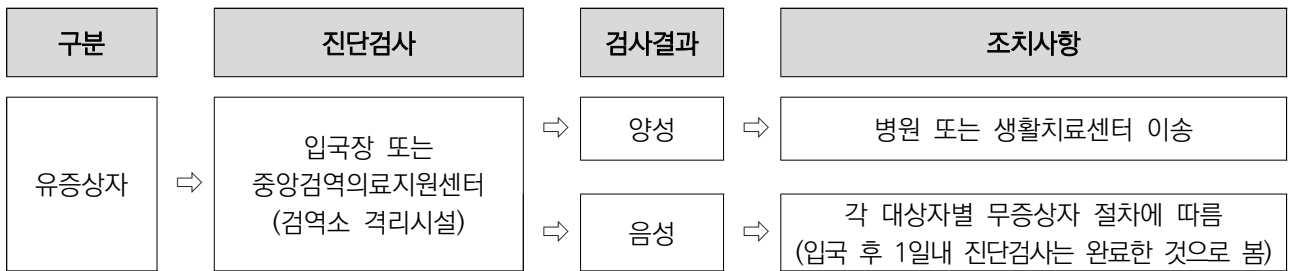 구분
진단검사
검사결과
조치사항
유증상자
⇨
입국장 또는
중앙검역의료지원센터
(검역소 격리시설)
⇨
양성
⇨
병원 또는 생활치료센터 이송
⇨
음성
⇨
각 대상자별 무증상자 절차에 따름
(입국 후 1일내 진단검사는 완료한 것으로 봄)